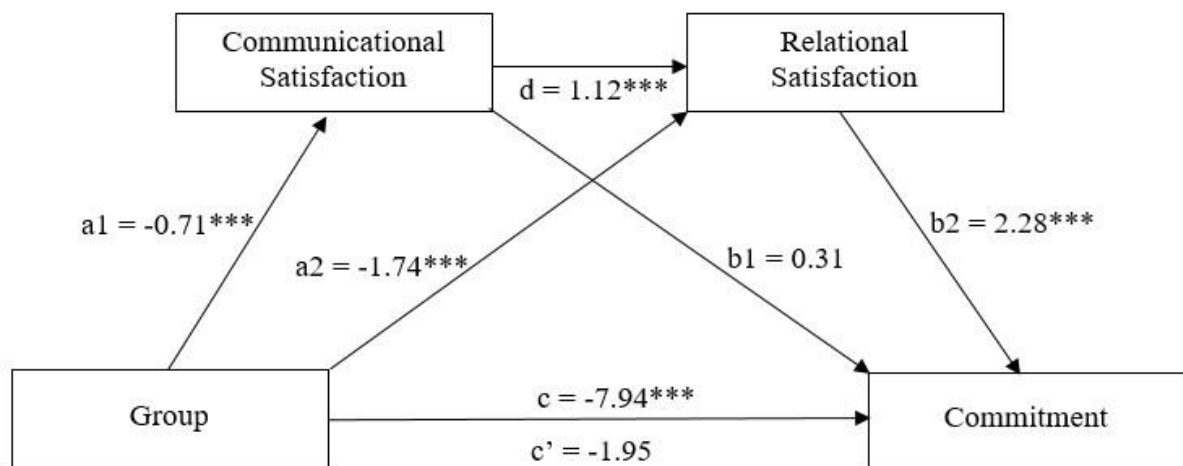 Communicational
Satisfaction
Relational
Satisfaction
d = 1.12***
a1 = -0.71***
a2 = -1.74***
b1 = 0.31
b2 = 2.28***
Group
c = -7.94***
c’ = -1.95
Commitment